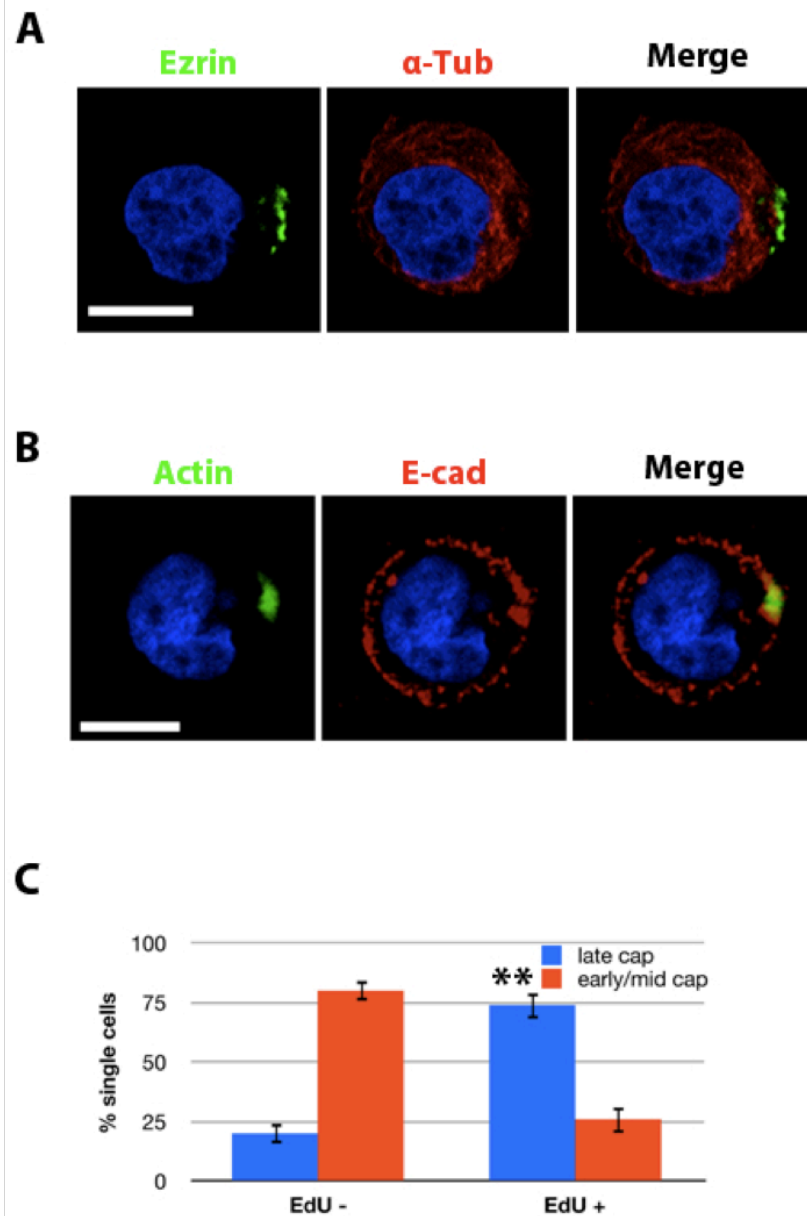 A
Ezrin α-Tub Merge
B
Actin E-cad Merge
C
100
75
50
25
0
% single cells
** late cap
early/mid cap
EdU - EdU +